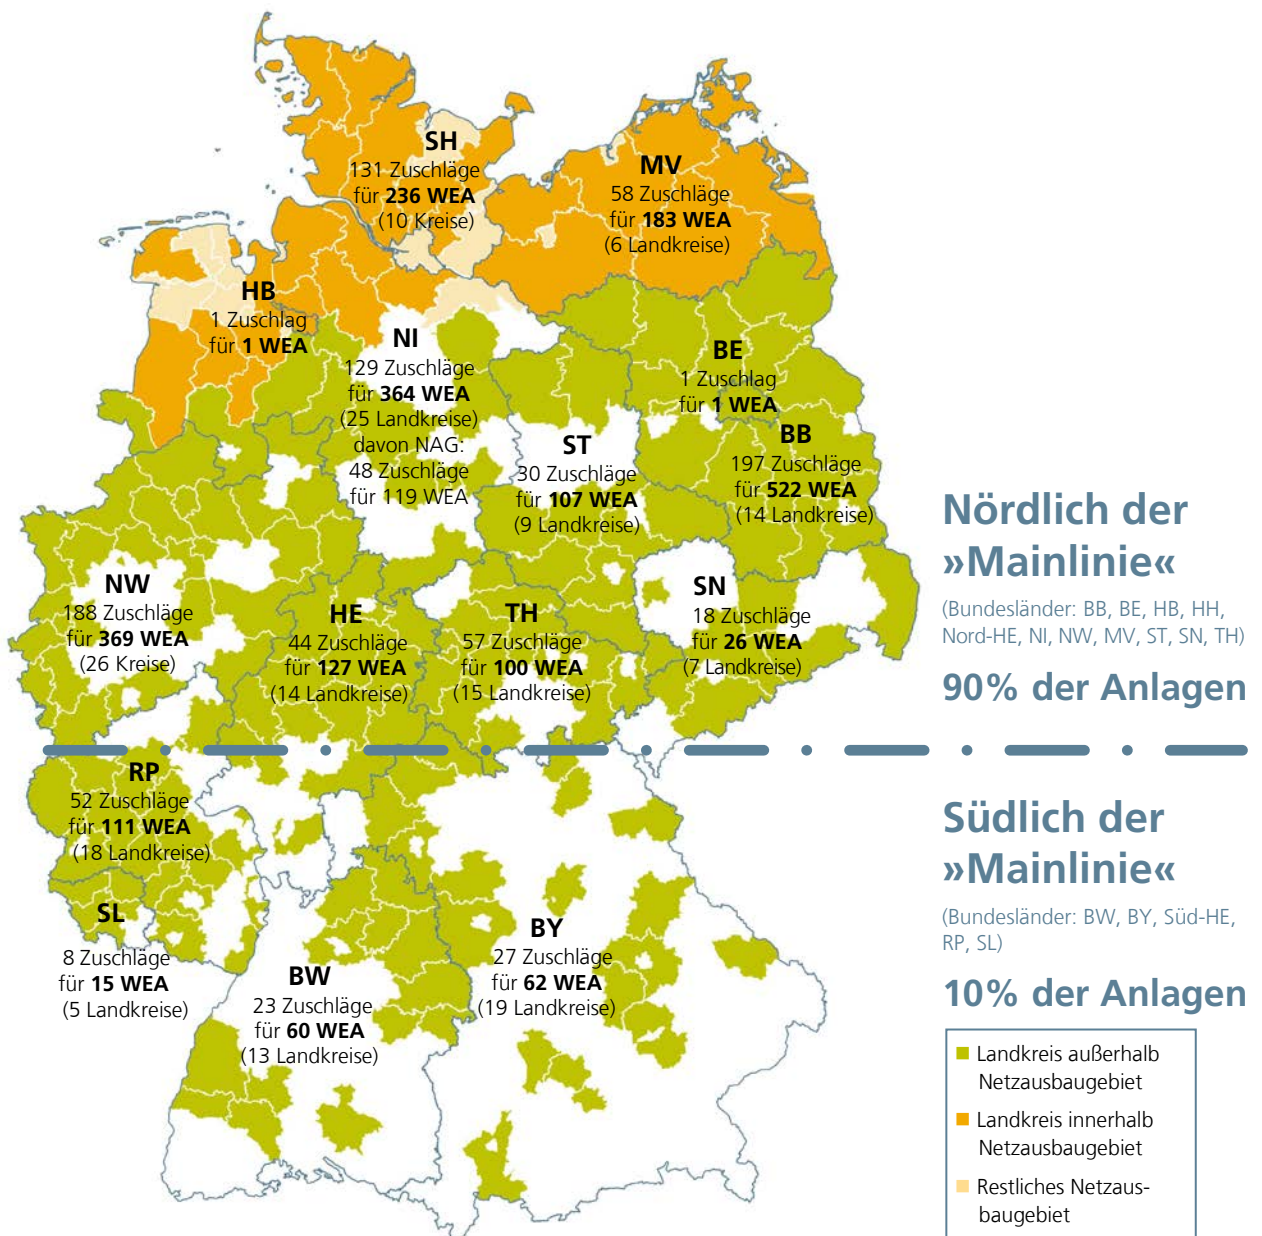 SH
131 Zuschläge
für 236 WEA
(10 Kreise)
MV
58 Zuschläge
für 183 WEA
(6 Landkreise)
HB
1 Zuschlag
für 1 WEA
NI
129 Zuschläge
für 364 WEA
(25 Landkreise)
davon NAG:
48 Zuschläge
für 119 WEA
BE
1 Zuschlag
für 1 WEA
ST
30 Zuschläge
für 107 WEA
(9 Landkreise)
BB
197 Zuschläge
für 522 WEA
(14 Landkreise)
NW
188 Zuschläge
für 369 WEA
(26 Kreise)
HE
44 Zuschläge
für 127 WEA
(14 Landkreise)
TH
57 Zuschläge
für 100 WEA
(15 Landkreise)
SN
18 Zuschläge
für 26 WEA
(7 Landkreise)
Nördlich der
»Mainlinie«
(Bundesländer: BB, BE, HB, HH,
Nord-HE, NI, NW, MV, ST, SN, TH)
90% der Anlagen
RP
52 Zuschläge
für 111 WEA
(18 Landkreise)
SL
8 Zuschläge
für 15 WEA
(5 Landkreise)
BW
23 Zuschläge
für 60 WEA
(13 Landkreise)
BY
27 Zuschläge
für 62 WEA
(19 Landkreise)
Südlich der
»Mainlinie«
(Bundesländer: BW, BY, Süd-HE,
RP, SL)
10% der Anlagen
Landkreis außerhalb
Netzausbaugebiet
Landkreis innerhalb
Netzausbaugebiet
Restliches Netzaus-
baugebiet